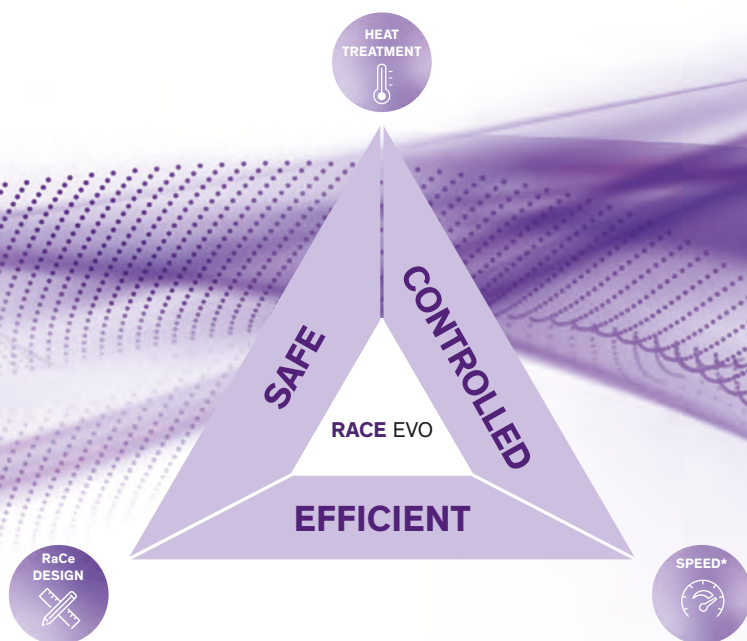 HEAT
TREATMENT
SAFE
CONTROLLED
RACE EVO
EFFICIENT
RaCe
DESIGN
SPEED*